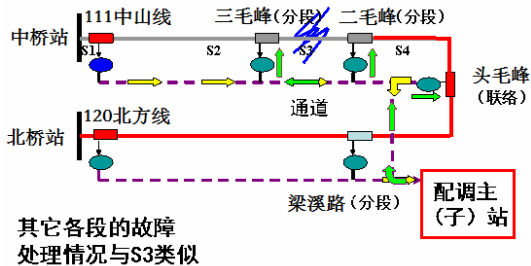 111中山线
三毛峰(分段)
二毛峰(分段)
中桥站
S1
S2
S3
S4
头毛峰
(联络)
通道
120北方线
北桥站
梁溪路(分段)
配调主
(子)站
其它各段的故障
处理情况与S3类似